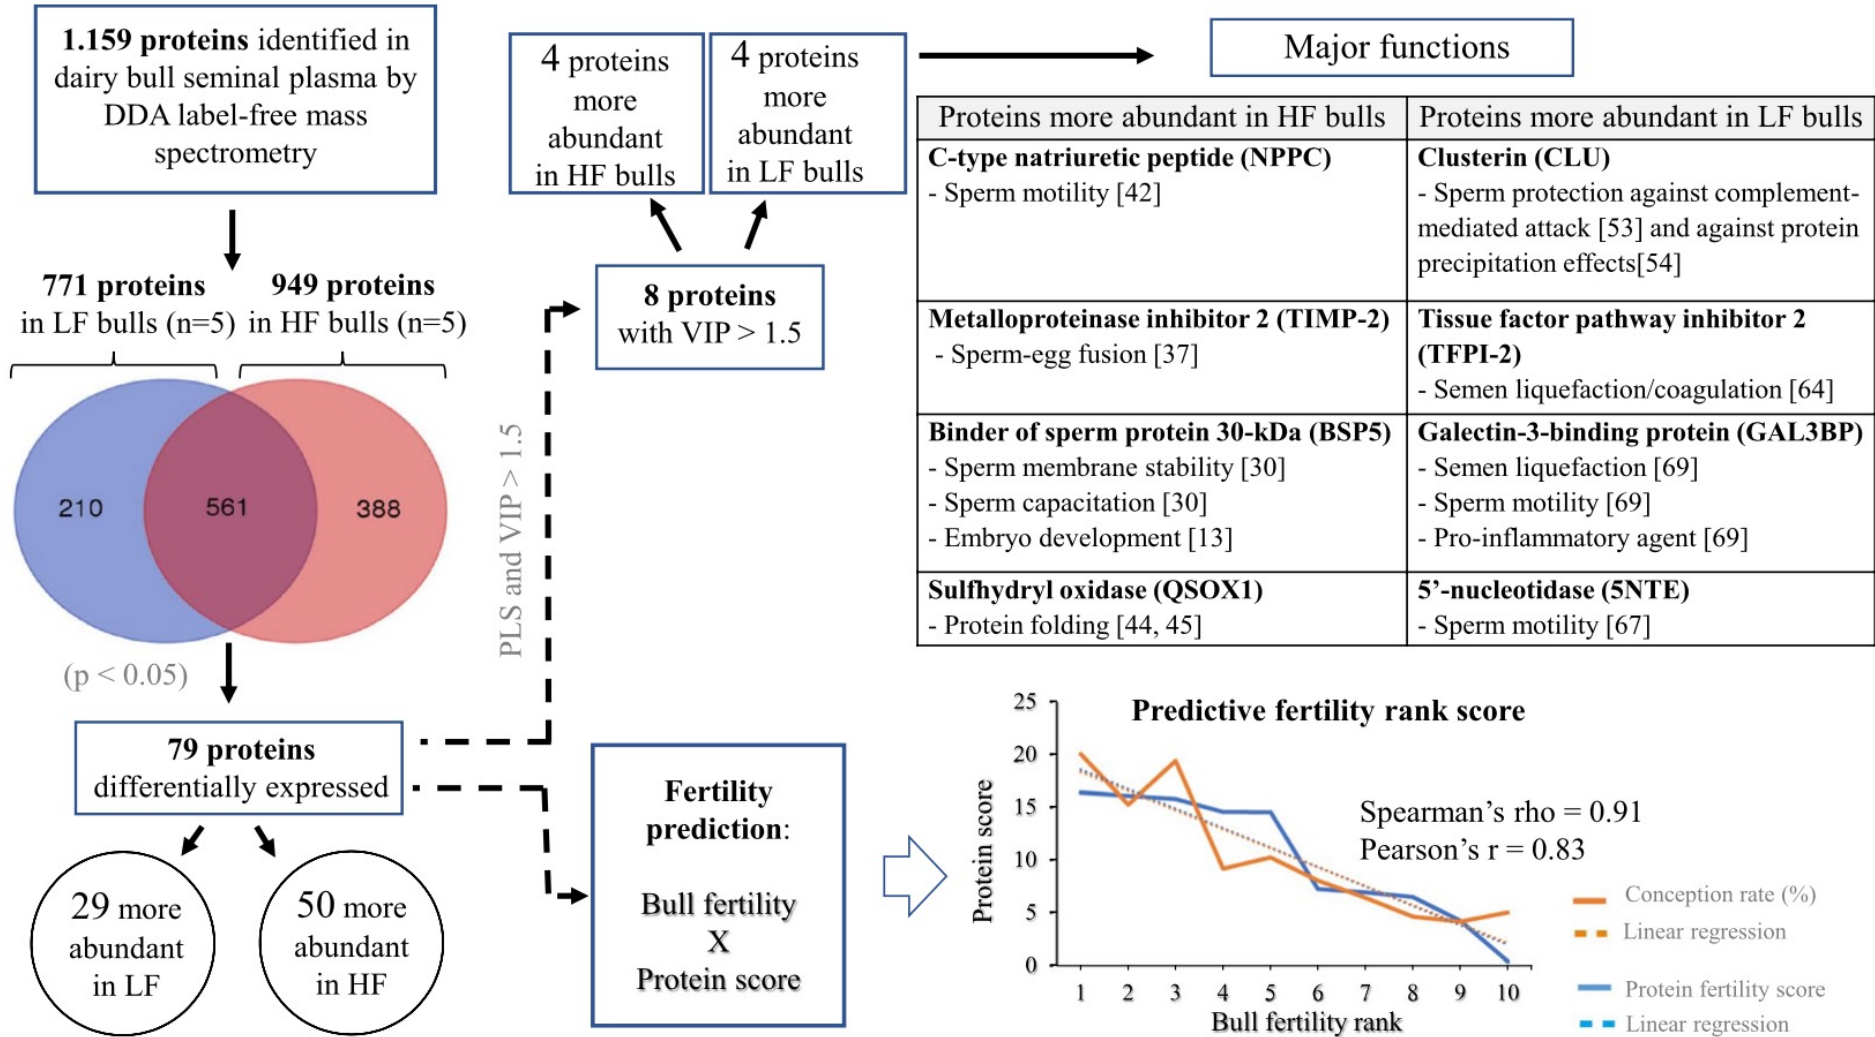 1.159 proteins identified in
dairy bull seminal plasma by
DDA label-free mass
spectrometry
771 proteins
in LF bulls (n=5)
949 proteins
in HF bulls (n=5)
210
561
388
(p < 0.05)
79 proteins
differentially expressed
29 more
abundant
in LF
50 more
abundant
in HF
PLS and VIP > 1.5
8 proteins
with VIP > 1.5
4 proteins
more
abundant
in HF bulls
4 proteins
more
abundant
in LF bulls
Major functions
Proteins more abundant in HF bulls
Proteins more abundant in LF bulls
C-type natriuretic peptide (NPPC)
- Sperm motility [42]
Clusterin (CLU)
- Sperm protection against complement-
mediated attack [53] and against protein
precipitation effects[54]
Metalloproteinase inhibitor 2 (TIMP-2)
- Sperm-egg fusion [37]
Tissue factor pathway inhibitor 2
(TFPI-2)
- Semen liquefaction/coagulation [64]
Binder of sperm protein 30-kDa (BSP5)
- Sperm membrane stability [30]
- Sperm capacitation [30]
- Embryo development [13]
Galectin-3-binding protein (GAL3BP)
- Semen liquefaction [69]
- Sperm motility [69]
- Pro-inflammatory agent [69]
Sulfhydryl oxidase (QSOX1)
- Protein folding [44, 45]
5’-nucleotidase (5NTE)
- Sperm motility [67]
Fertility
prediction:
Bull fertility
X
Protein score
Predictive fertility rank score
Protein score
25
20
15
10
5
0
1 2 3 4 5 6 7 8 9 10
Bull fertility rank
Spearman’s rho = 0.91
Pearson’s r = 0.83
Conception rate (%)
Linear regression
Protein fertility score
Linear regression